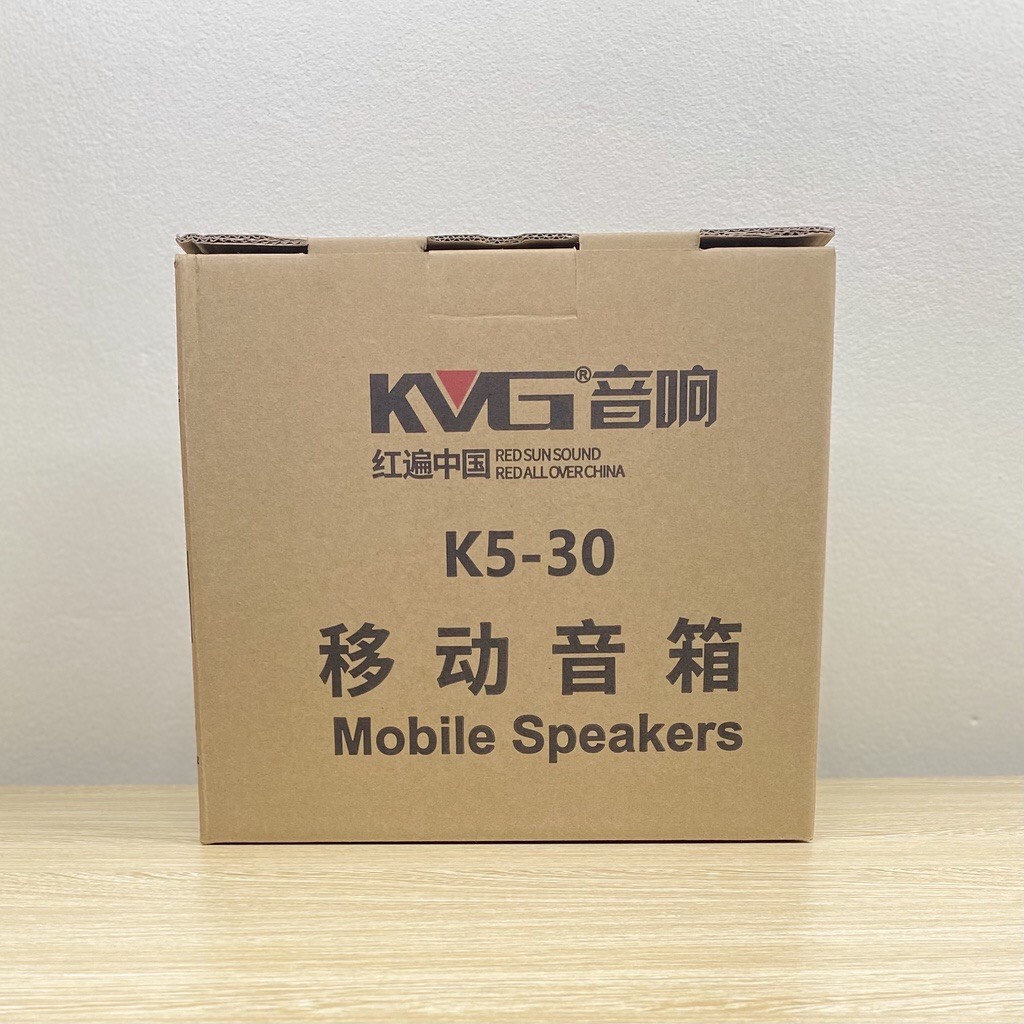 KVG®音响
红遍中国 RED SUN SOUND
RED ALL OVER CHINA
K5-30
移动音箱
Mobile Speakers